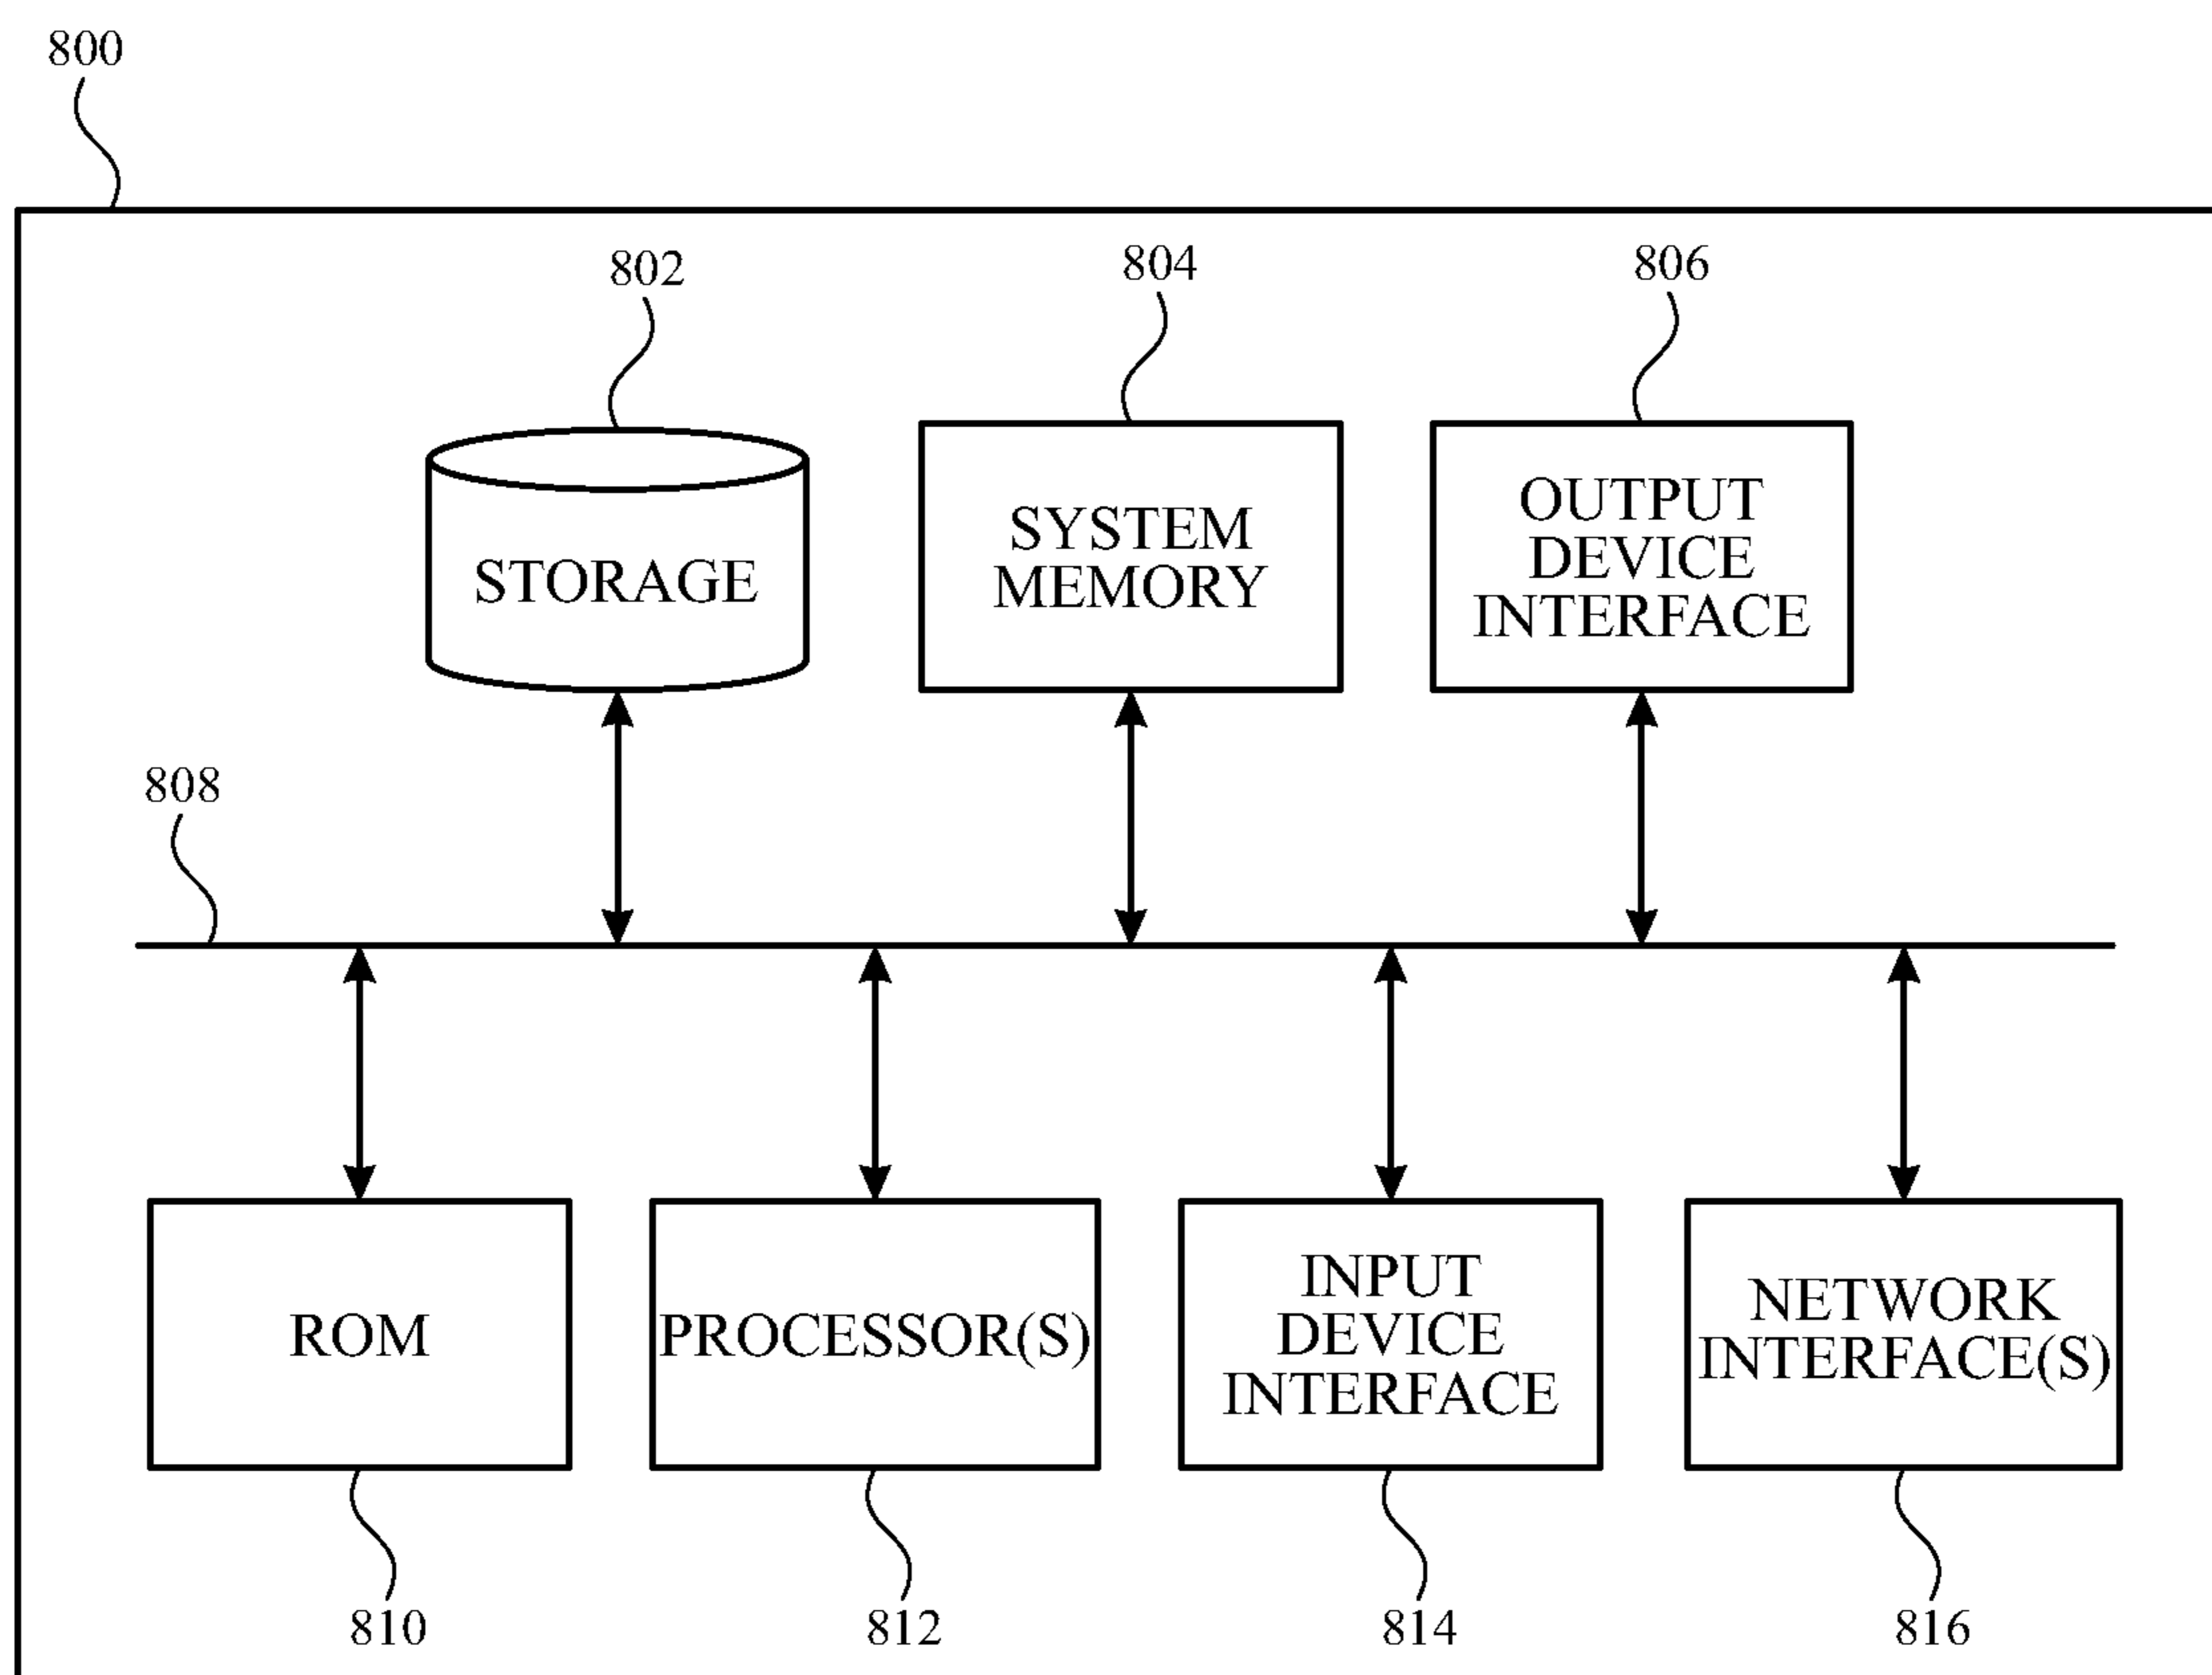 800
802
804
806
STORAGE
SYSTEM
MEMORY
OUTPUT
DEVICE
INTERFACE
808
ROM
PROCESSOR(S)
INPUT
DEVICE
INTERFACE
NETWORK
INTERFACE(S)
810
812
814
816